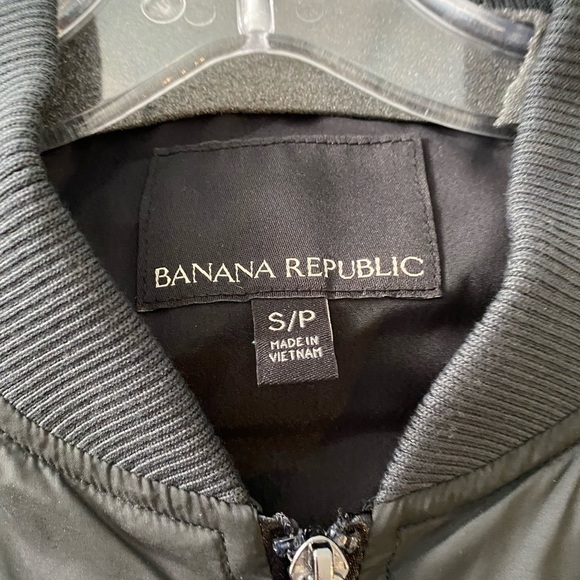 BANANA REPUBLIC
S/P
MADE IN
VIETNAM